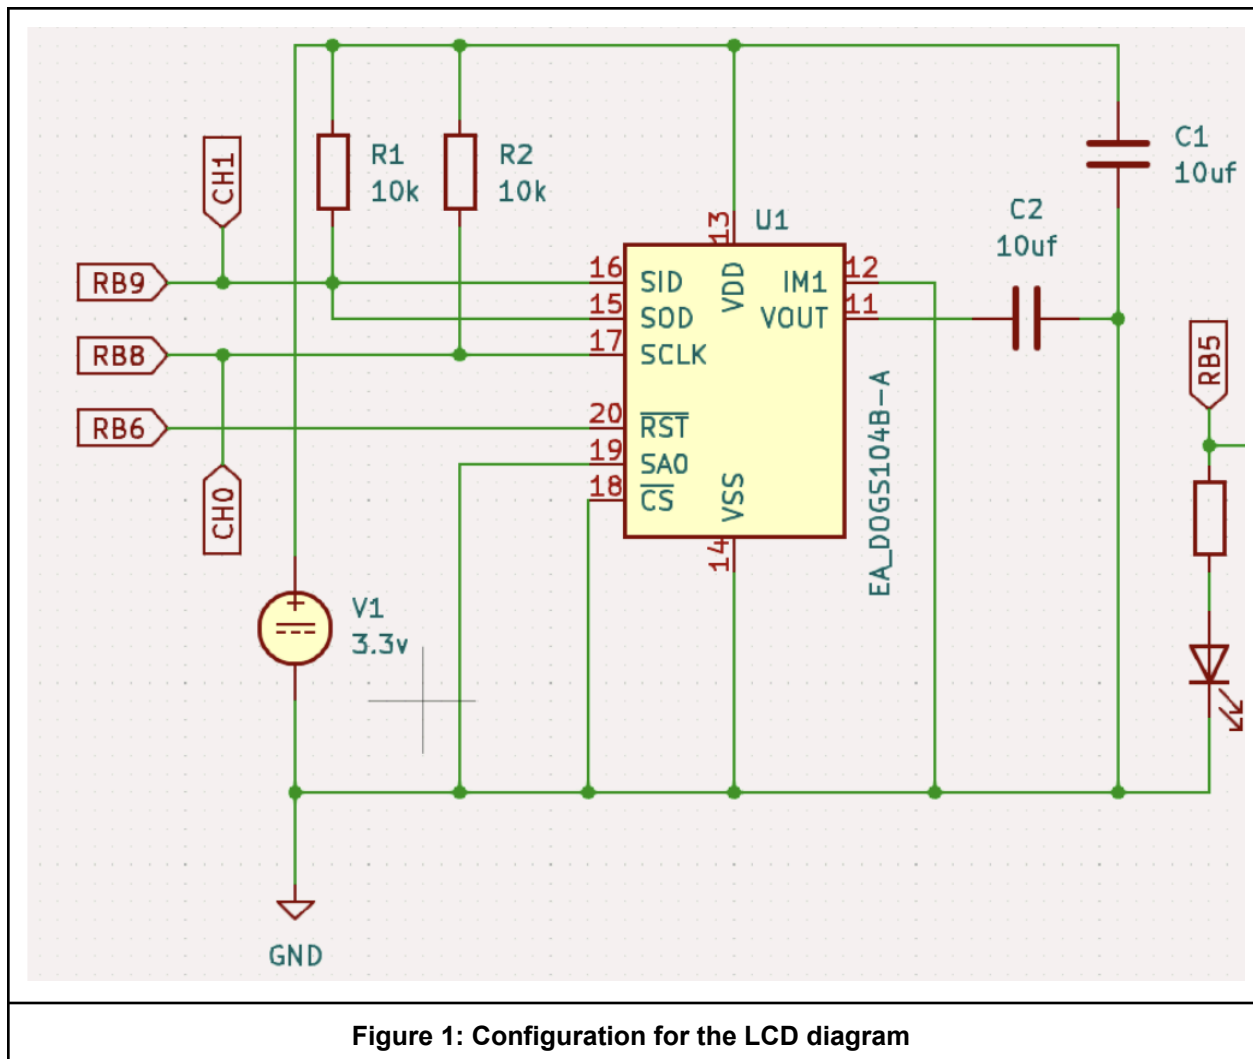 CH1
R1
10k
R2
10k
C1
10uf
C2
10uf
U1
RB9
RB8
RB6
CH0
16
15
17
20
19
18
13
12
11
14
SID
SOD
SCLK
RST
SA0
CS
VDD
IM1
VOUT
VSS
EA_DOGS104B-A
RB5
+
V1
3.3v
GND
Figure 1: Configuration for the LCD diagram